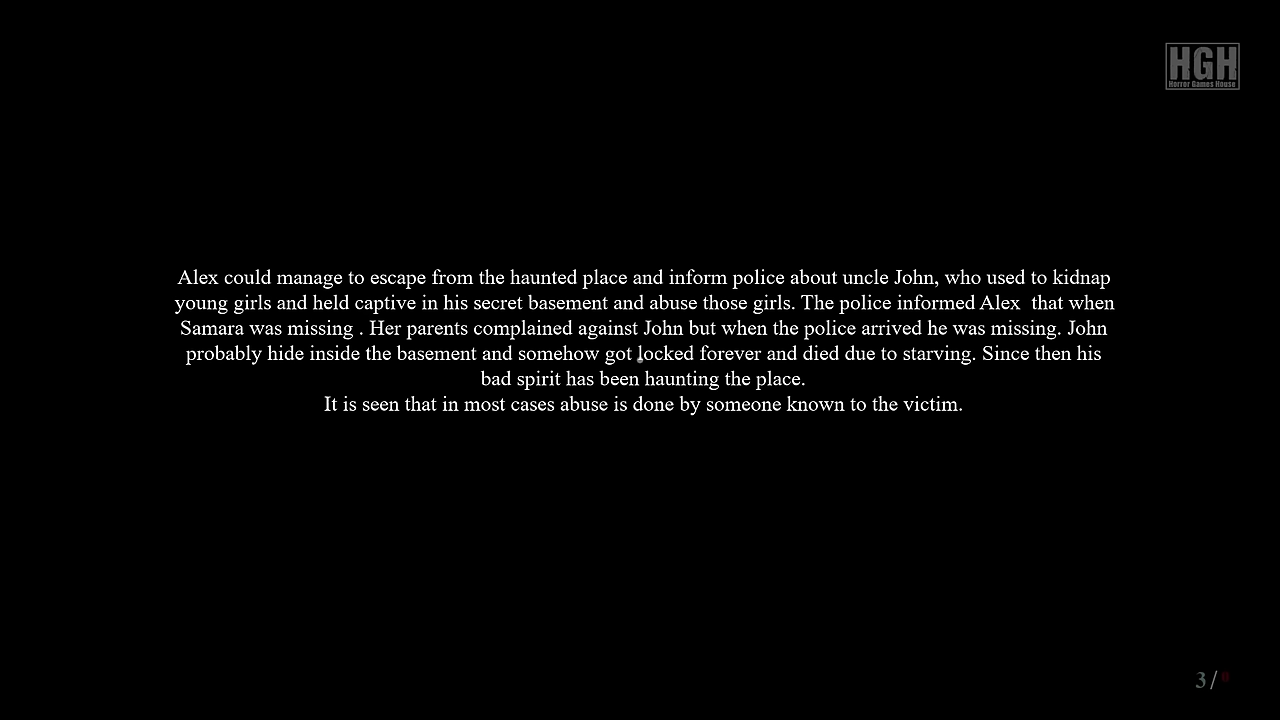 HGH
Horror Games House
Alex could manage to escape from the haunted place and inform police about uncle John, who used to kidnap
young girls and held captive in his secret basement and abuse those girls. The police informed Alex  that when
Samara was missing . Her parents complained against John but when the police arrived he was missing. John
probably hide inside the basement and somehow got locked forever and died due to starving. Since then his
bad spirit has been haunting the place.
It is seen that in most cases abuse is done by someone known to the victim.
3/